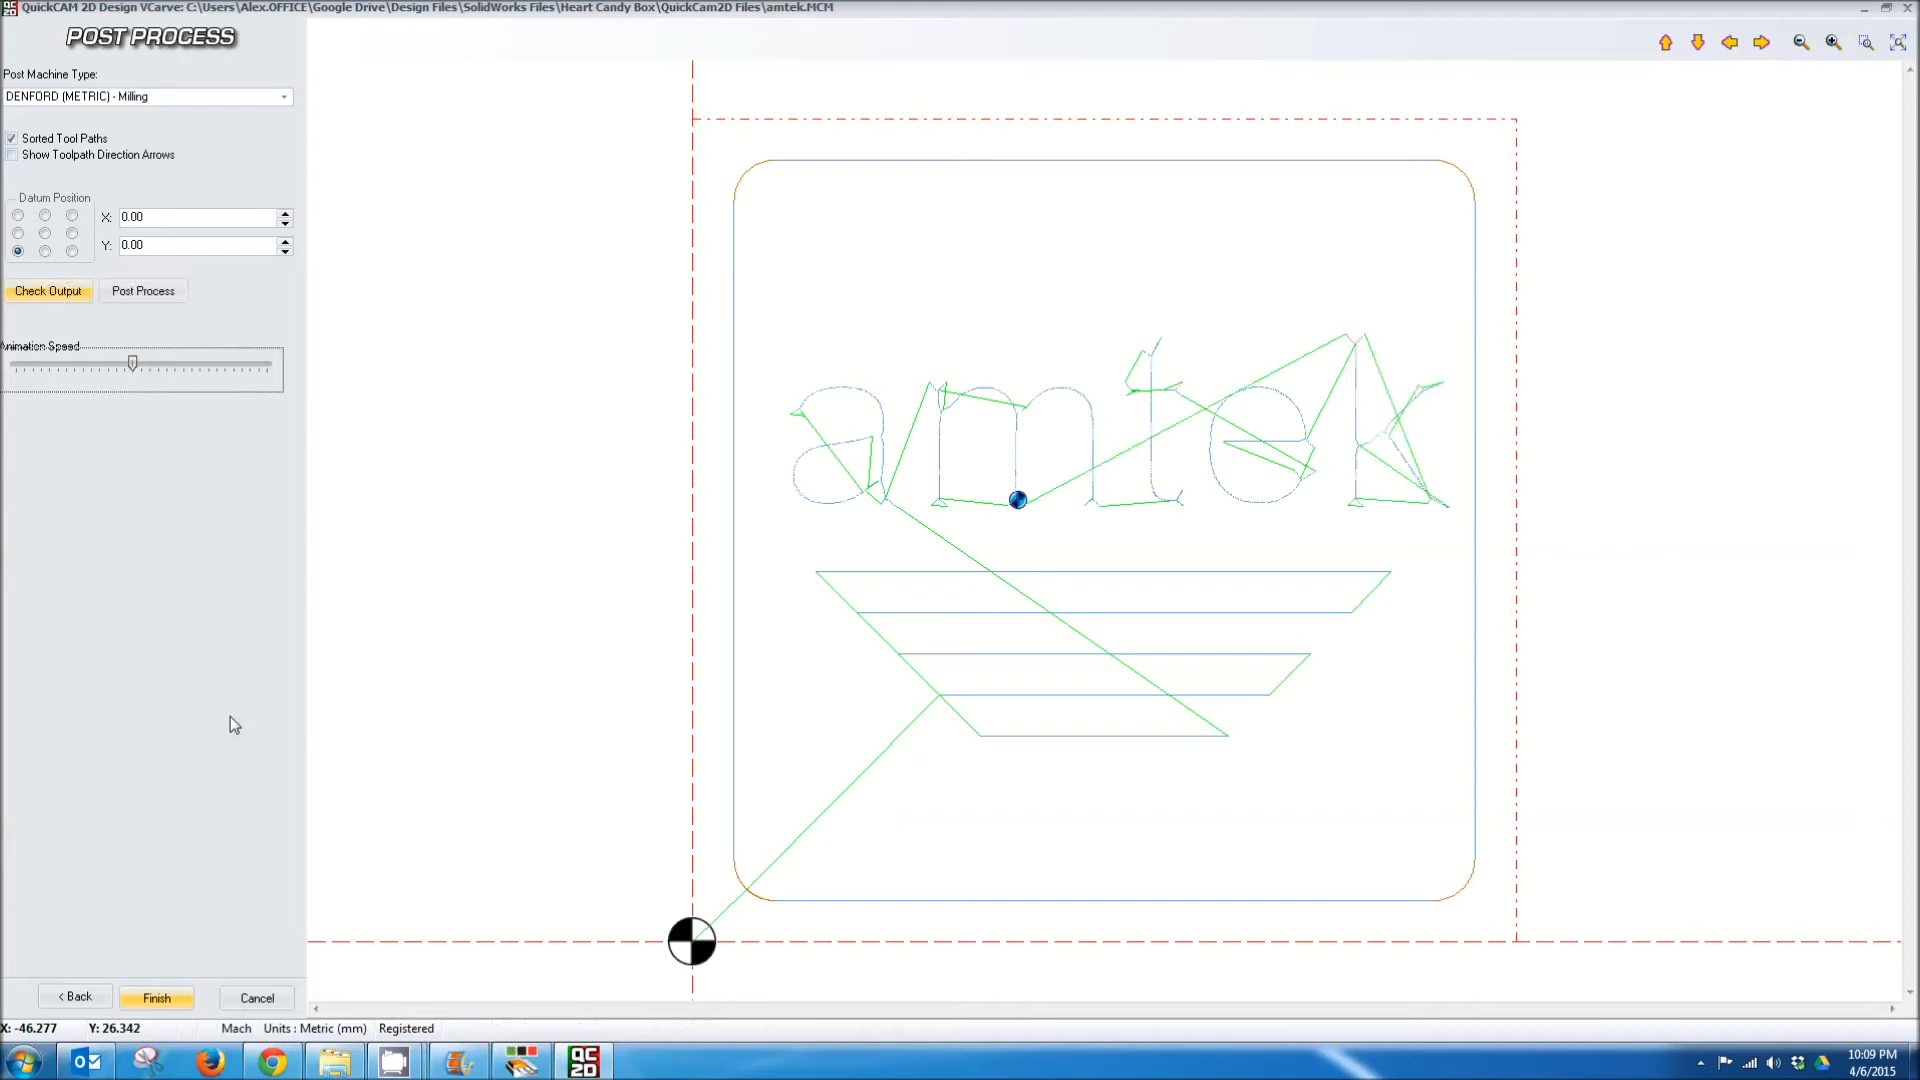 QuickCAM 2D Design VCarve: C:\Users\Alex.OFFICE\Google Drive\Design Files\SolidWorks Files\Heart Candy Box\QuickCam2D Files\amtek.MCM
POST PROCESS
Post Machine Type:
DENFORD (METRIC) - Milling
Sorted Tool Paths
Show Toolpath Direction Arrows
Datum Position
X: 0.00
Y: 0.00
Check Output
Post Process
Animation Speed
amtek
< Back
Finish
Cancel
X: -46.277
Y: 26.342
Mach
Units : Metric (mm)
Registered
QC
2D
10:09 PM
4/6/2015